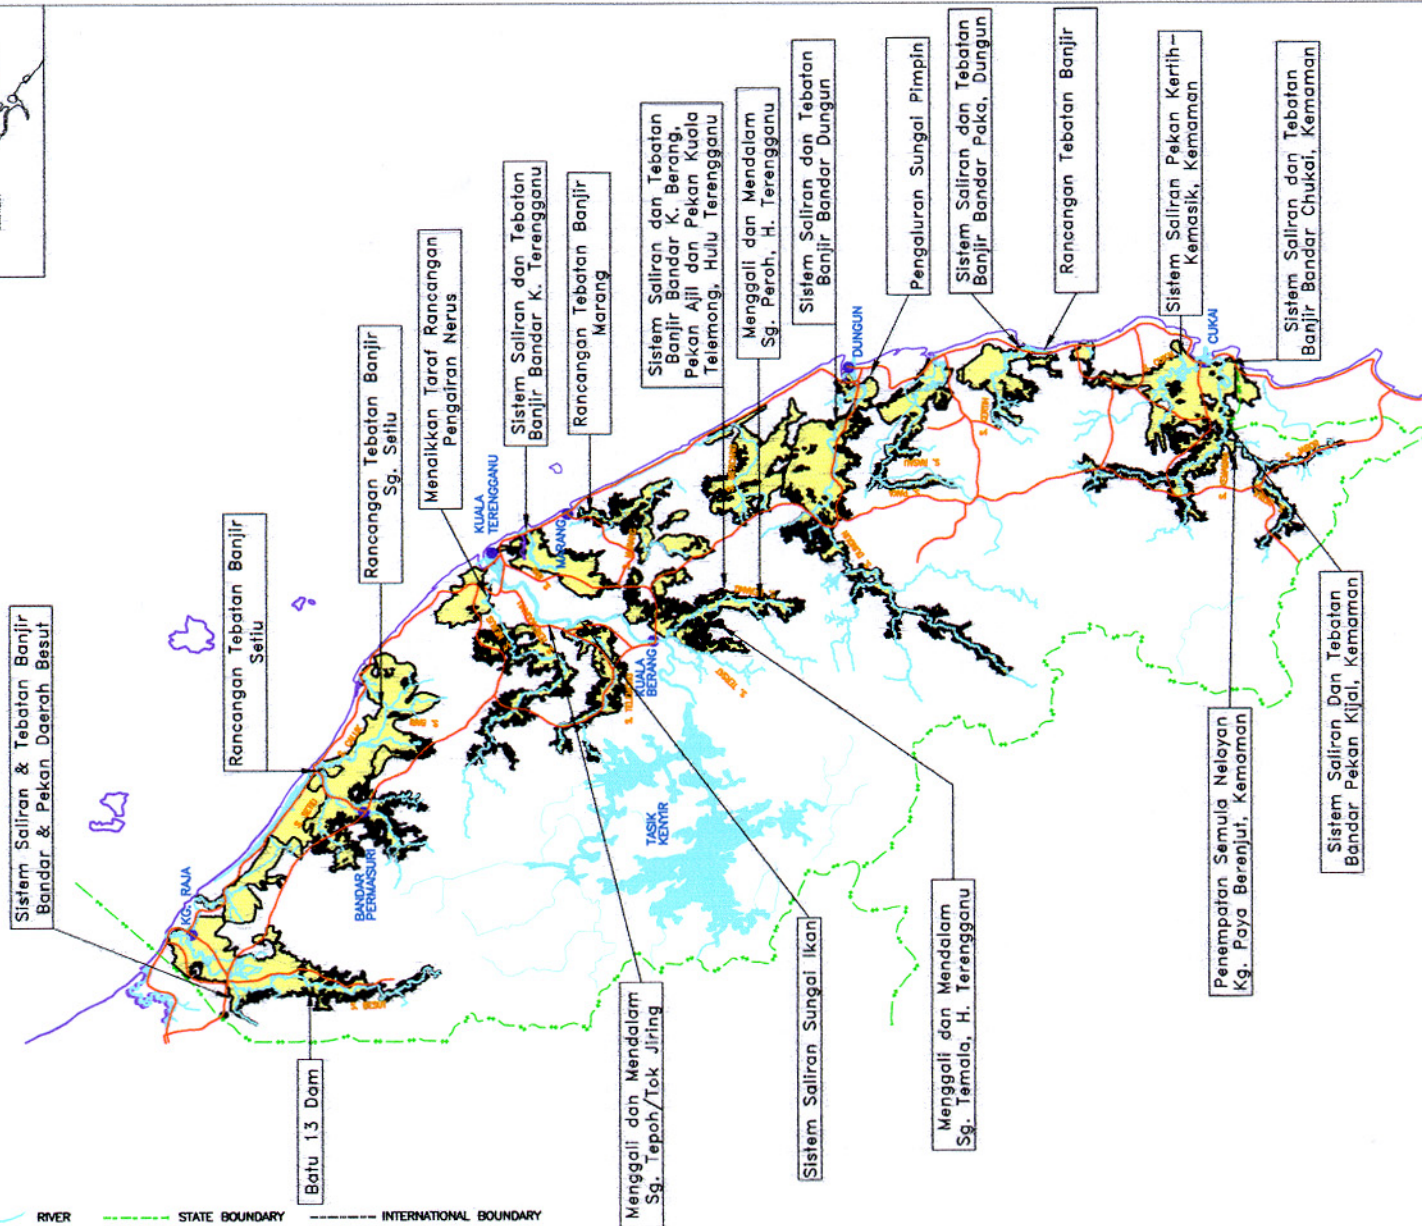 Sistem Saliran & Tebatan Banjir
Bandar & Pekan Daerah Besut
Rancangan Tebatan Banjir
Setiu
Rancangan Tebatan Banjir
Sg. Setiu
Menaikkan Taraf Rancangan
Pengairan Nerus
Sistem Saliran dan Tebatan
Banjir Bandar K. Terengganu
Rancangan Tebatan Banjir
Marang
Sistem Saliran dan Tebatan
Banjir Bandar K. Berang,
Pekan Ajil dan Pekan Kuala
Telemong, Hulu Terengganu
Menggali dan Mendalam
Sg. Peroh, H. Terengganu
Sistem Saliran dan Tebatan
Banjir Bandar Dungun
Pengaluran Sungai Pimpin
Sistem Saliran dan Tebatan
Banjir Bandar Paka, Dungun
Rancangan Tebatan Banjir
Sistem Saliran Pekan Kertih-
Kemasik, Kemaman
Sistem Saliran dan Tebatan
Banjir Bandar Chukai, Kemaman
KG. RAJA
BANDAR
PERMAISURI
KUALA
TERENGGANU
MARANG
KUALA
BERANG
TASIK
KENYIR
DUNGUN
CUKAI
Batu 13 Dam
Menggali dan Mendalam
Sg. Tepoh/Tok Jiring
Sistem Saliran Sungai Ikan
Menggali dan Mendalam
Sg. Temala, H. Terengganu
Penempatan Semula Nelayan
Kg. Paya Berenjut, Kemaman
Sistem Saliran Dan Tebatan
Bandar Pekan Kijal, Kemaman
RIVER
STATE BOUNDARY
INTERNATIONAL BOUNDARY